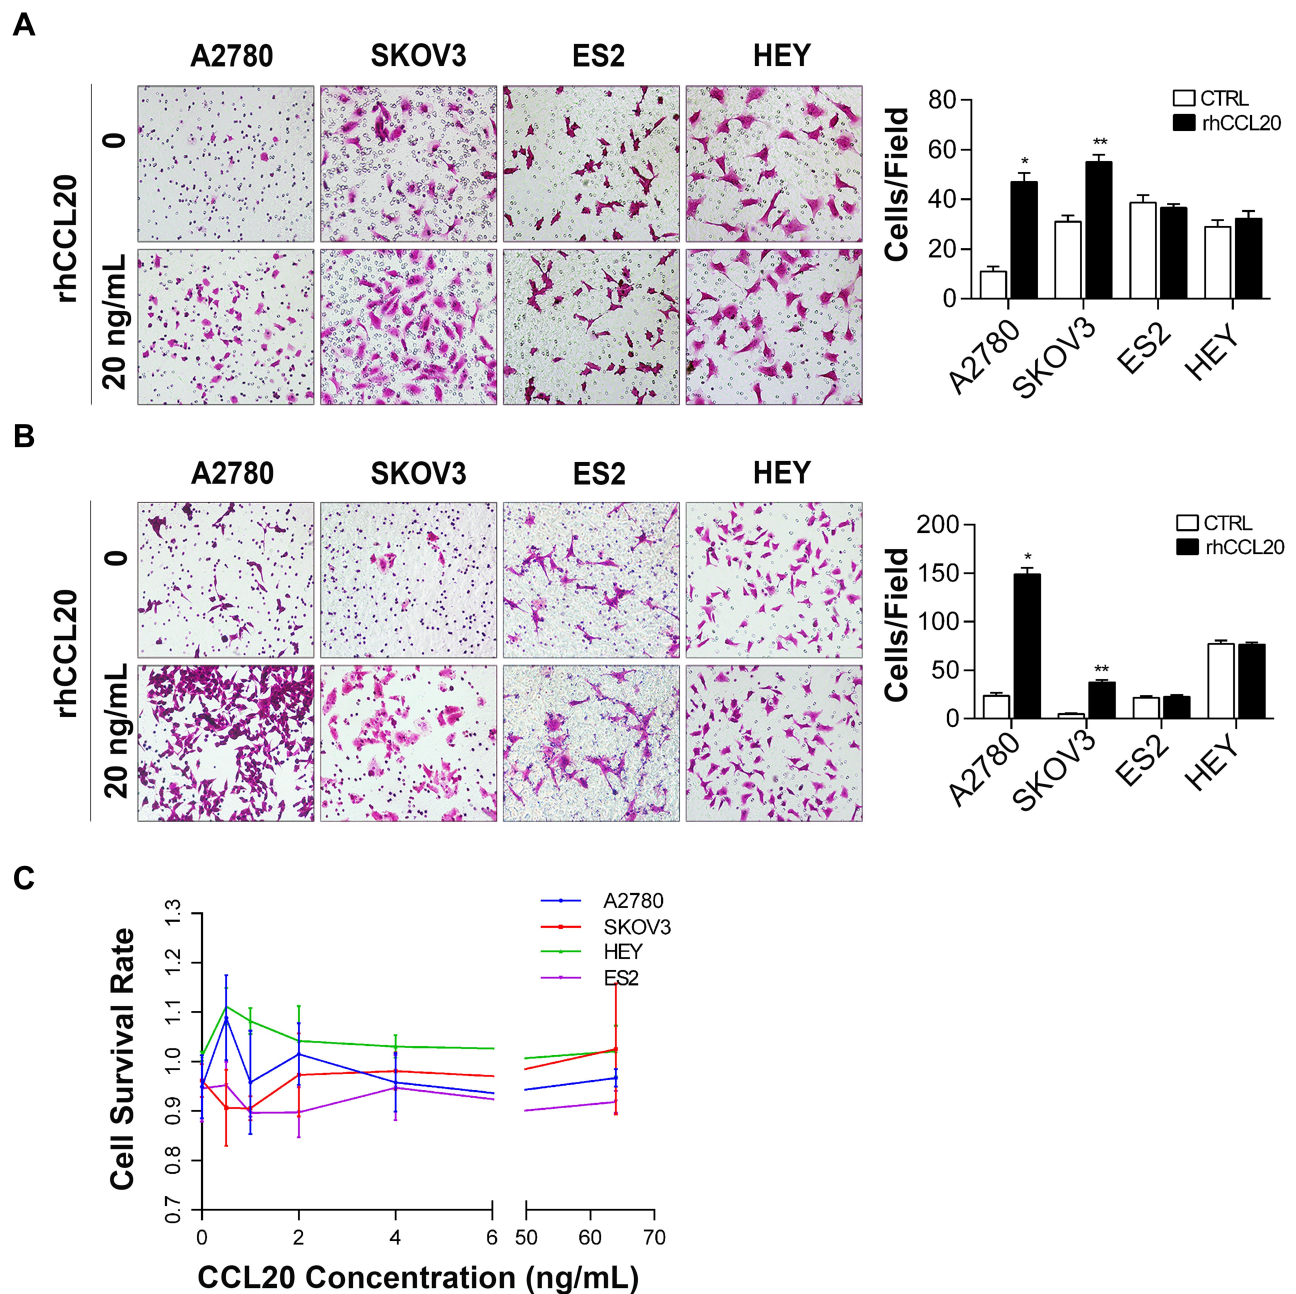 A
A2780 SKOV3 ES2 HEY
rhCCL20
0
20 ng/mL
Cells/Field
80
60
40
20
0
CTRL
rhCCL20
*
**
A2780
SKOV3
ES2
HEY
B
A2780 SKOV3 ES2 HEY
rhCCL20
0
20 ng/mL
Cells/Field
200
150
100
50
0
CTRL
rhCCL20
*
**
A2780
SKOV3
ES2
HEY
C
A2780
SKOV3
HEY
ES2
Cell Survival Rate
1.3
1.2
1.1
1.0
0.9
0.8
0.7
0 2 4 6 50 60 70
CCL20 Concentration (ng/mL)